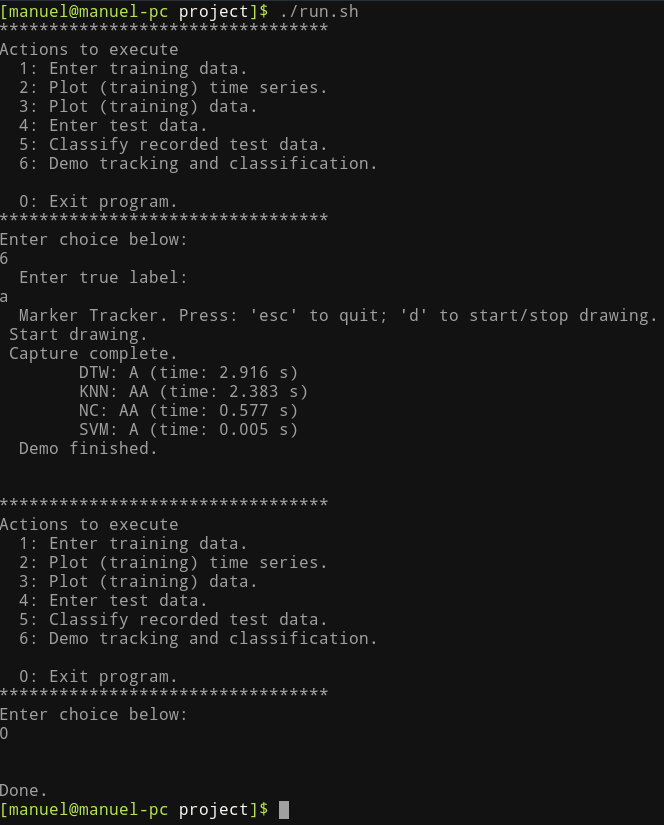 [manuel@manuel-pc project]$ ./run.sh
*********************************
Actions to execute
  1: Enter training data.
  2: Plot (training) time series.
  3: Plot (training) data.
  4: Enter test data.
  5: Classify recorded test data.
  6: Demo tracking and classification.

  0: Exit program.
*********************************
Enter choice below:
6
  Enter true label:
a
  Marker Tracker. Press: 'esc' to quit; 'd' to start/stop drawing.
 Start drawing.
 Capture complete.
        DTW: A (time: 2.916 s)
        KNN: AA (time: 2.383 s)
        NC: AA (time: 0.577 s)
        SVM: A (time: 0.005 s)
  Demo finished.


*********************************
Actions to execute
  1: Enter training data.
  2: Plot (training) time series.
  3: Plot (training) data.
  4: Enter test data.
  5: Classify recorded test data.
  6: Demo tracking and classification.

  0: Exit program.
*********************************
Enter choice below:
0


Done.
[manuel@manuel-pc project]$